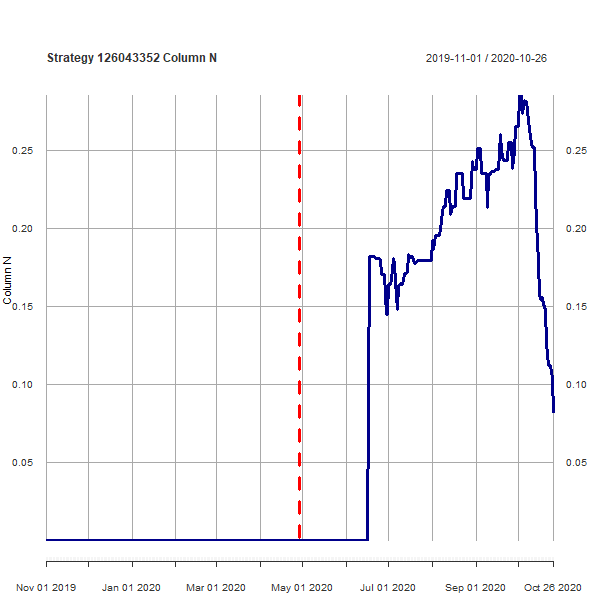 Strategy 126043352 Column N
2019-11-01 / 2020-10-26
Column N
0.25
0.20
0.15
0.10
0.05
0.25
0.20
0.15
0.10
0.05
Nov 01 2019
Jan 01 2020
Mar 01 2020
May 01 2020
Jul 01 2020
Sep 01 2020
Oct 26 2020